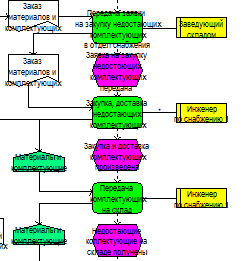 Заказ
материалов и
комплектующих
Передача заявки
на закупку недостающих
комплектующих
в отдел снабжения
Заведующий
складом
Заказ
материалов и
комплектующих
Заявка на закупку
недостающих
комплектующих
передана
Закупка, доставка
недостающих
комплектующих
Инженер
по снабжению
Материалы и
комплектующие
Закупка и доставка
комплектующих
произведена
Передача
комплектующих
на склад
Инженер
по снабжению
Материалы и
комплектующие
Недостающие
комплектующие на
складе получены